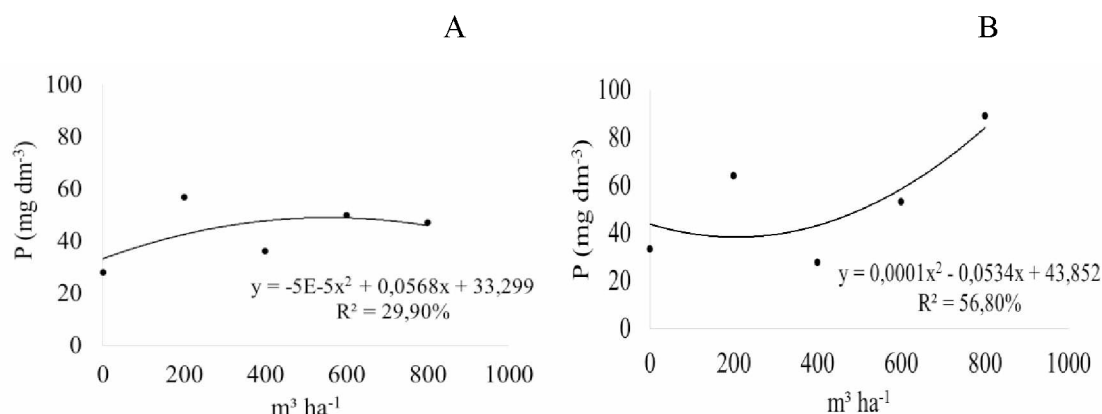 A
100
80
60
40
20
0
P (mg dm⁻³)
y = -5E-5x² + 0,0568x + 33,299
R² = 29,90%
0 200 400 600 800 1000
m³ ha⁻¹
B
100
80
60
40
20
0
P (mg dm⁻³)
y = 0,0001x² - 0,0534x + 43,852
R² = 56,80%
0 200 400 600 800 1000
m³ ha⁻¹